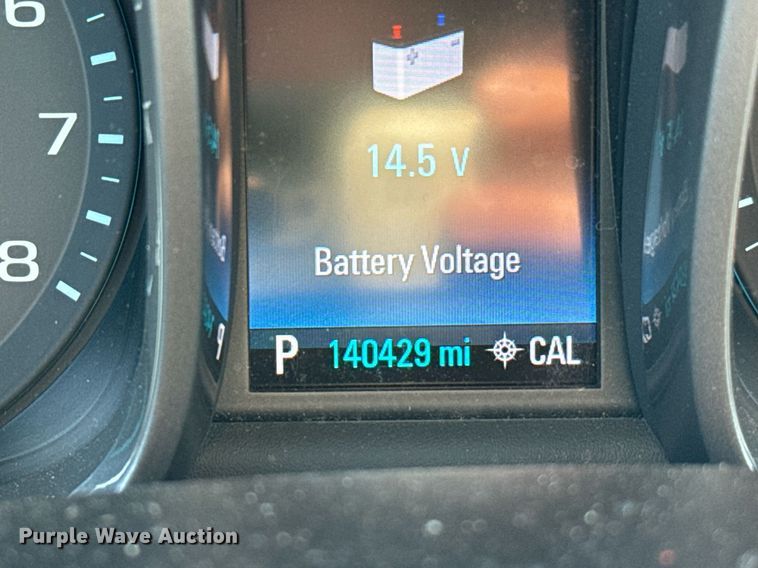 6
7
8
14.5 V
Battery Voltage
P 140429 mi CAL
Purple Wave Auction